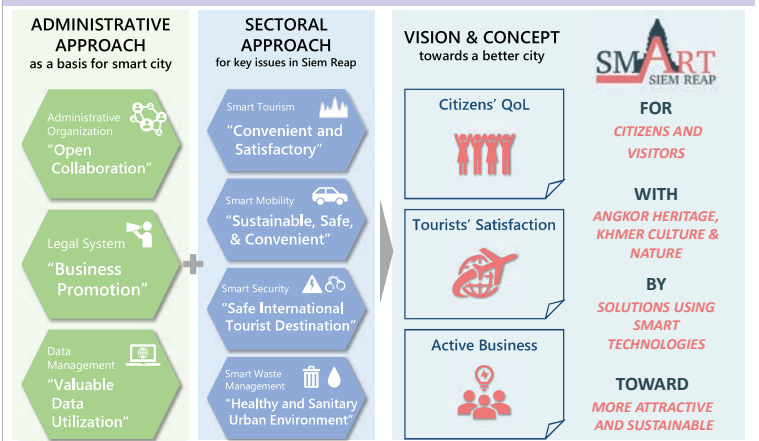 ADMINISTRATIVE
APPROACH
as a basis for smart city
Administrative
Organization
“Open
Collaboration”
Legal System
“Business
Promotion”
Data
Management
“Valuable
Data
Utilization”
SECTORAL
APPROACH
for key issues in Siem Reap
Smart Tourism
“Convenient and
Satisfactory”
Smart Mobility
“Sustainable, Safe,
& Convenient”
Smart Security
“Safe International
Tourist Destination”
Smart Waste
Management
“Healthy and Sanitary
Urban Environment”
VISION & CONCEPT
towards a better city
Citizens’ QoL
Tourists’ Satisfaction
Active Business
SMART
SIEM REAP
FOR
CITIZENS AND
VISITORS
WITH
ANGKOR HERITAGE,
KHMER CULTURE &
NATURE
BY
SOLUTIONS USING
SMART
TECHNOLOGIES
TOWARD
MORE ATTRACTIVE
AND SUSTAINABLE